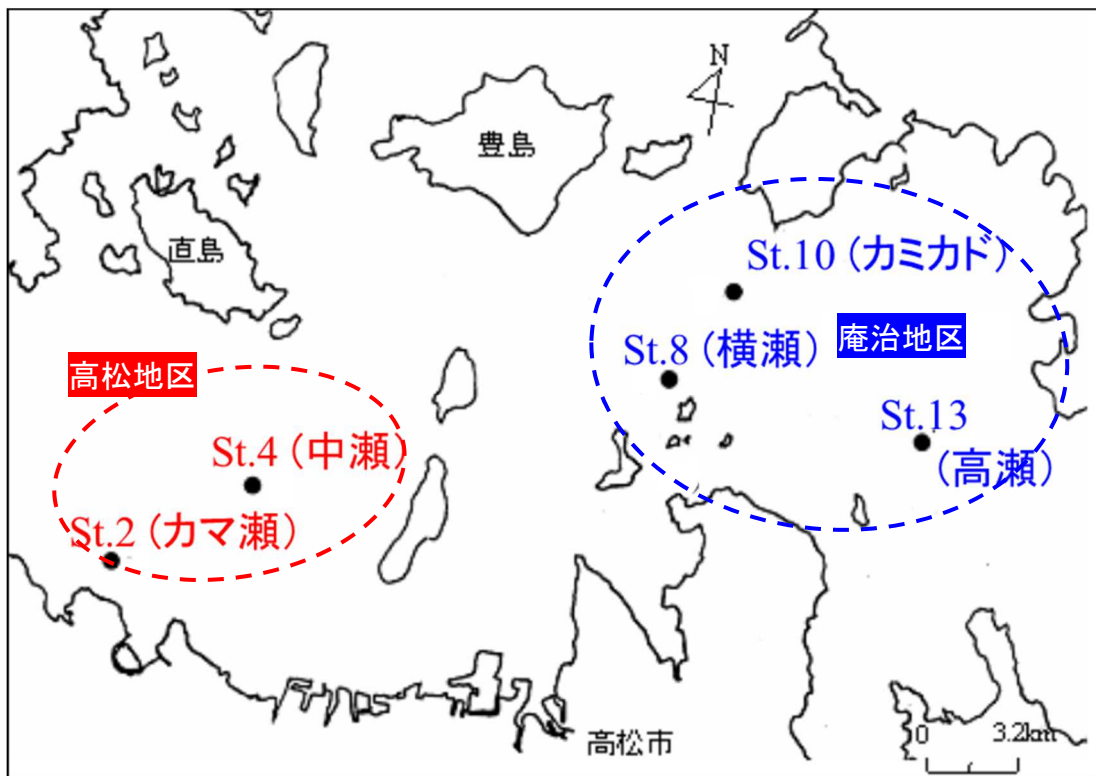 N
豊島
直島
St.10 (カミカド)
St.8 (横瀬)
庵治地区
高松地区
St.13
(高瀬)
St.4 (中瀬)
St.2 (カマ瀬)
高松市
0 3.2km